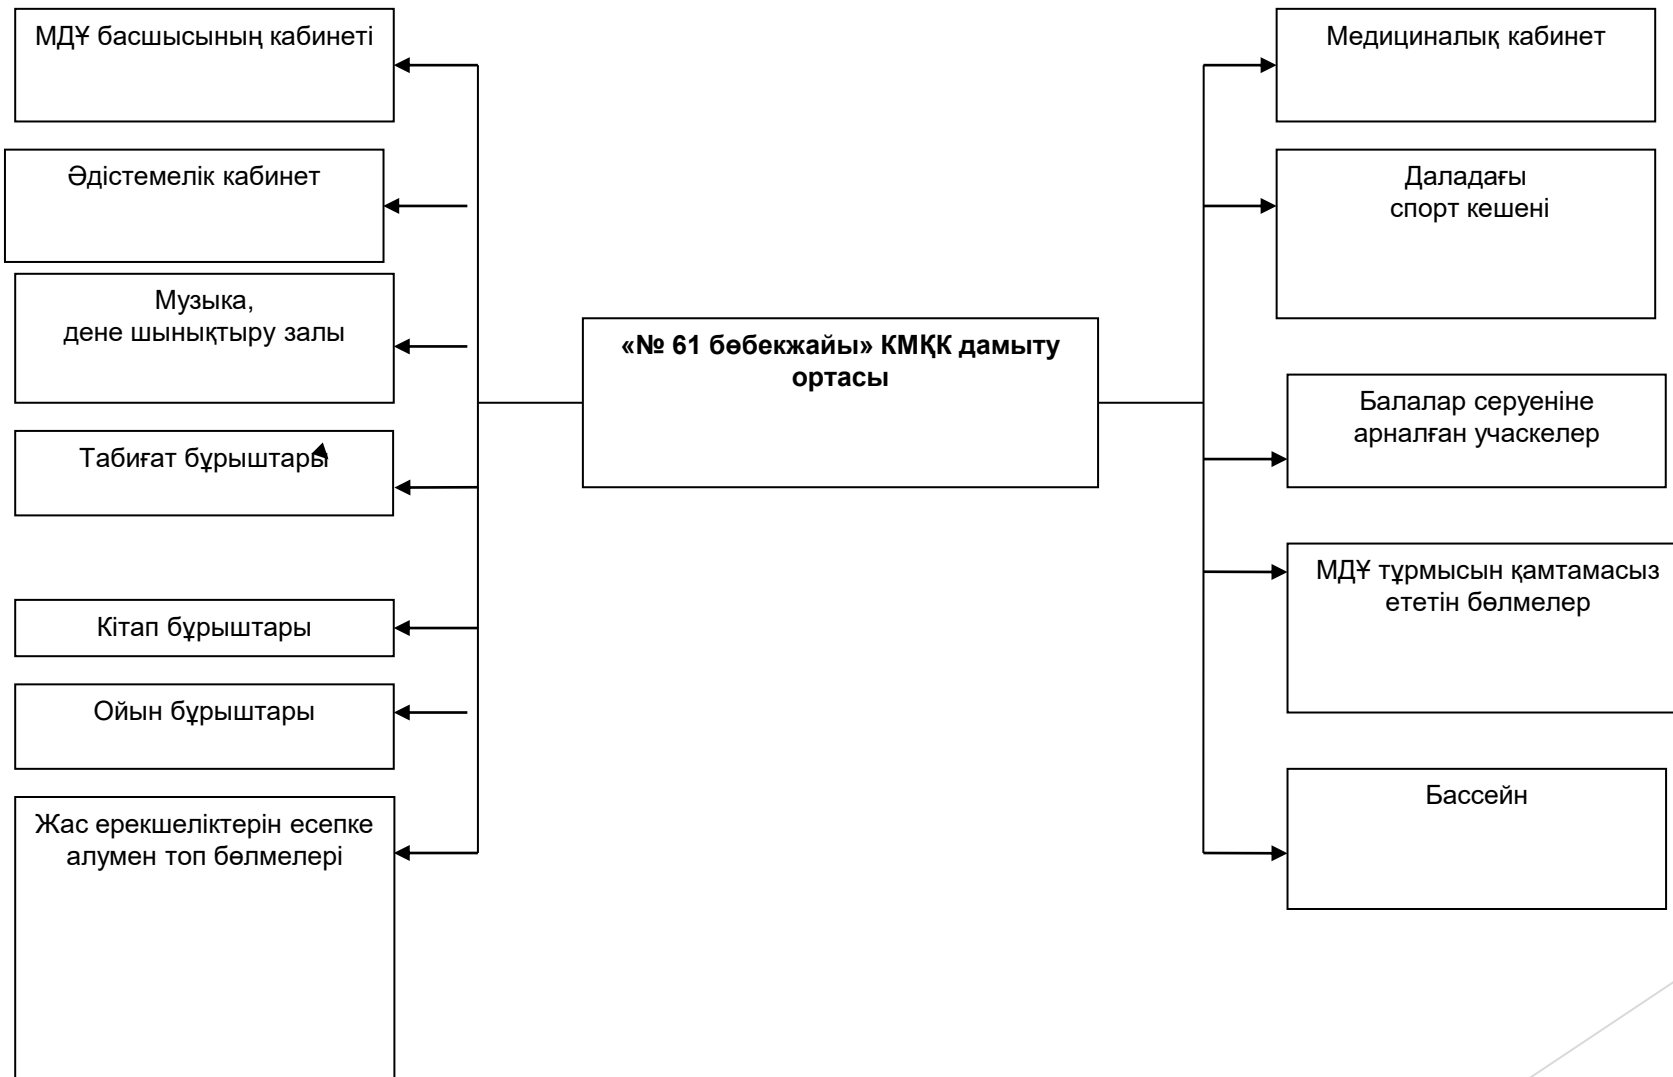 МДҰ басшысының кабинеті
Әдістемелік кабинет
Музыка,
дене шынықтыру залы
Табиғат бұрыштары
Кітап бұрыштары
Ойын бұрыштары
Жас ерекшеліктерін есепке
алумен топ бөлмелері
«№ 61 бөбекжайы» КМҚК дамыту
ортасы
Медициналық кабинет
Даладағы
спорт кешені
Балалар серуеніне
арналған учаскелер
МДҰ тұрмысын қамтамасыз
ететін бөлмелер
Бассейн